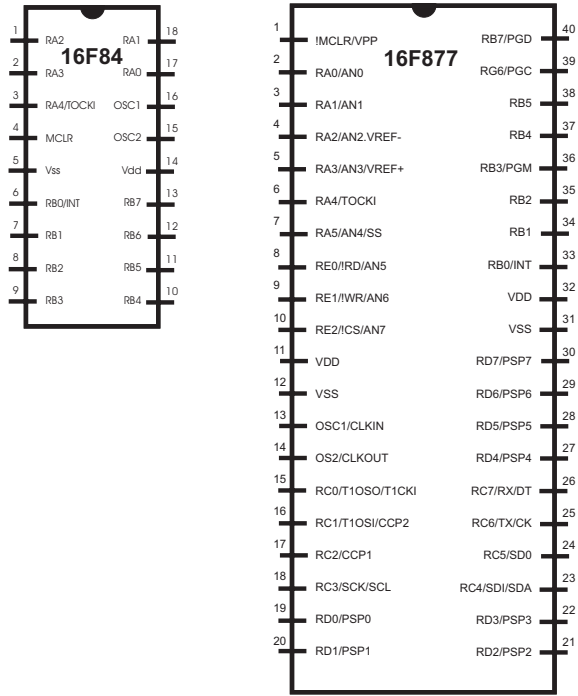 16F84
1 RA2 RA1 18
2 RA3 RA0 17
3 RA4/TOCKI OSC1 16
4 MCLR OSC2 15
5 Vss Vdd 14
6 RB0/INT RB7 13
7 RB1 RB6 12
8 RB2 RB5 11
9 RB3 RB4 10
16F877
1 !MCLR/VPP RB7/PGD 40
2 RA0/AN0 RG6/PGC 39
3 RA1/AN1 RB5 38
4 RA2/AN2.VREF- RB4 37
5 RA3/AN3/VREF+ RB3/PGM 36
6 RA4/TOCKI RB2 35
7 RA5/AN4/SS RB1 34
8 RE0/!RD/AN5 RB0/INT 33
9 RE1/!WR/AN6 VDD 32
10 RE2/!CS/AN7 VSS 31
11 VDD RD7/PSP7 30
12 VSS RD6/PSP6 29
13 OSC1/CLKIN RD5/PSP5 28
14 OS2/CLKOUT RD4/PSP4 27
15 RC0/T1OSO/T1CKI RC7/RX/DT 26
16 RC1/T1OSI/CCP2 RC6/TX/CK 25
17 RC2/CCP1 RC5/SD0 24
18 RC3/SCK/SCL RC4/SDI/SDA 23
19 RD0/PSP0 RD3/PSP3 22
20 RD1/PSP1 RD2/PSP2 21